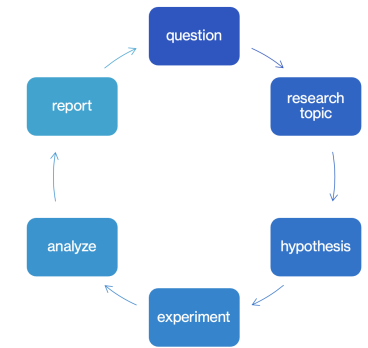 question
research
topic
hypothesis
experiment
analyze
report